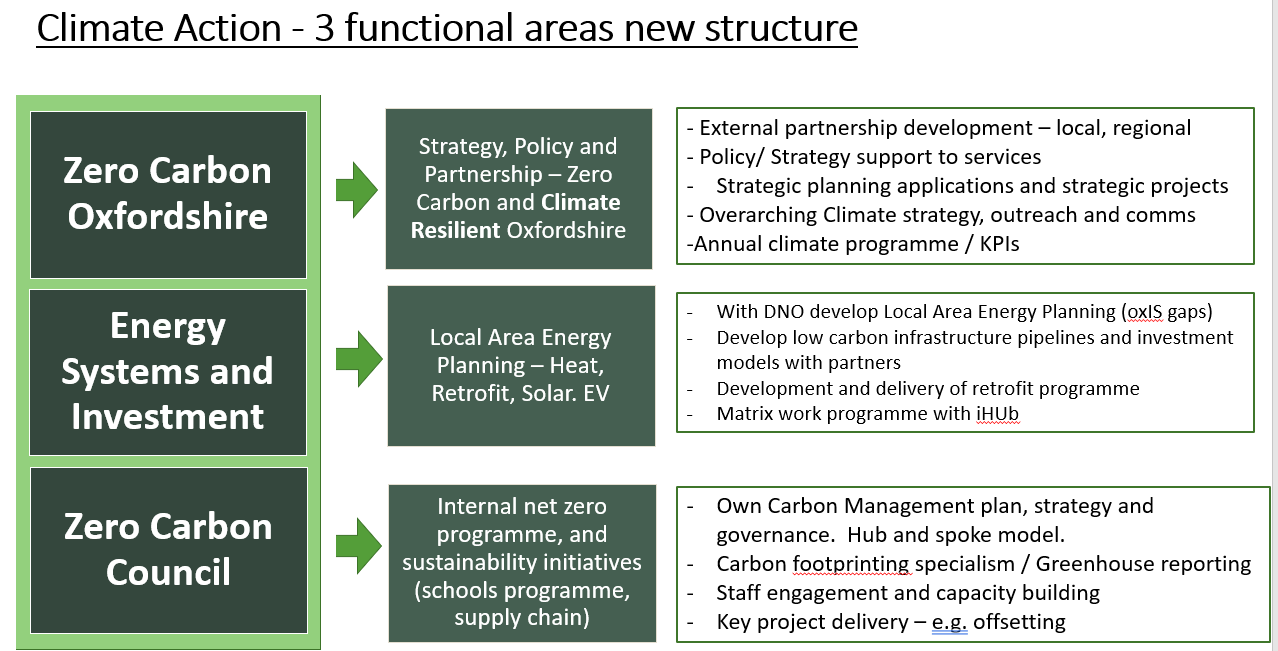 Climate Action - 3 functional areas new structure
Zero Carbon
Oxfordshire
Strategy, Policy and
Partnership – Zero
Carbon and Climate
Resilient Oxfordshire
- External partnership development – local, regional
- Policy/ Strategy support to services
- Strategic planning applications and strategic projects
- Overarching Climate strategy, outreach and comms
-Annual climate programme / KPIs
Energy
Systems and
Investment
Local Area Energy
Planning – Heat,
Retrofit, Solar. EV
- With DNO develop Local Area Energy Planning (oxIS gaps)
- Develop low carbon infrastructure pipelines and investment
models with partners
- Development and delivery of retrofit programme
- Matrix work programme with iHUb
Zero Carbon
Council
Internal net zero
programme, and
sustainability initiatives
(schools programme,
supply chain)
- Own Carbon Management plan, strategy and
governance. Hub and spoke model.
- Carbon footprinting specialism / Greenhouse reporting
- Staff engagement and capacity building
- Key project delivery – e.g. offsetting